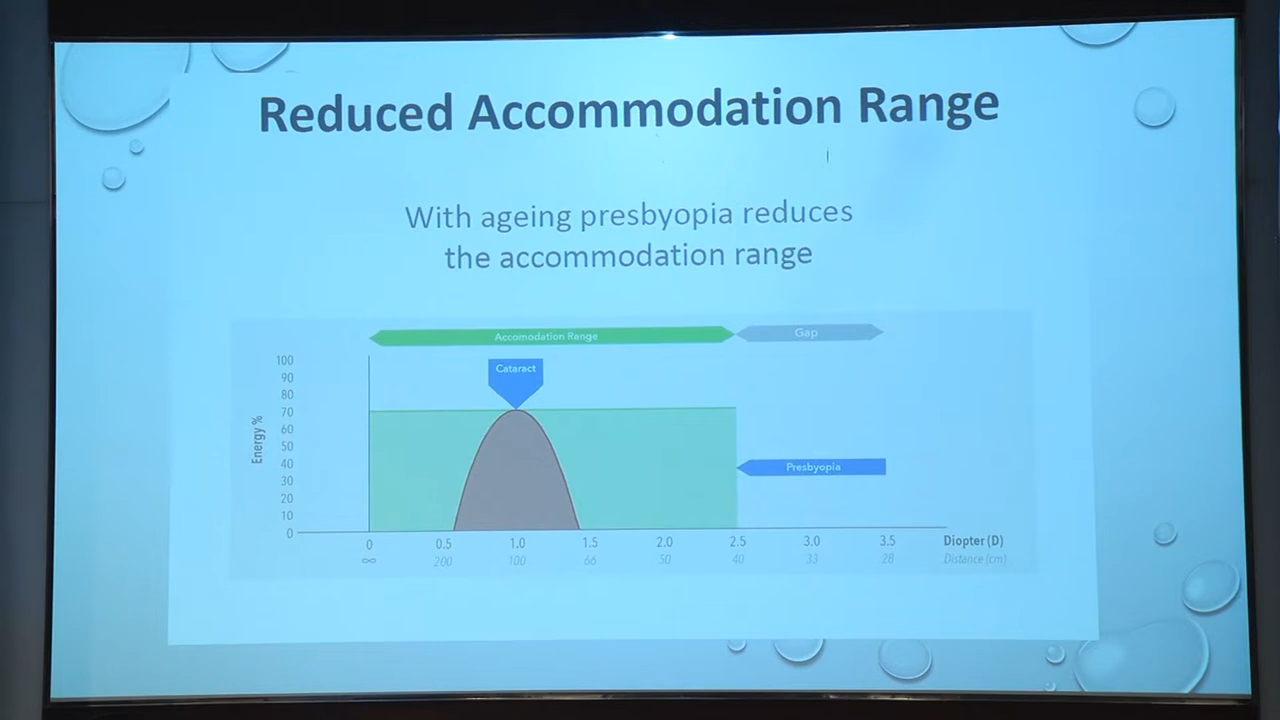 Reduced Accommodation Range
With ageing presbyopia reduces
the accommodation range
Accomodation Range
Gap
Cataract
Presbyopia
Energy %
100
90
80
70
60
50
40
30
20
10
0
0 0.5 1.0 1.5 2.0 2.5 3.0 3.5 Diopter (D)
∞ 200 100 66 50 40 33 28 Distance (cm)